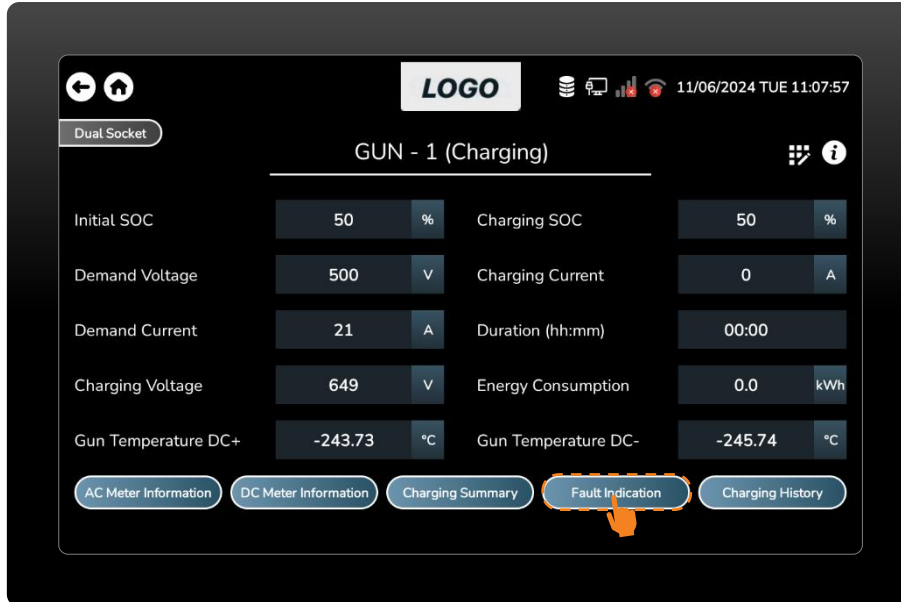 LOGO
11/06/2024 TUE 11:07:57
Dual Socket
GUN - 1 (Charging)
i
Initial SOC 50 % Charging SOC 50 %
Demand Voltage 500 V Charging Current 0 A
Demand Current 21 A Duration (hh:mm) 00:00
Charging Voltage 649 V Energy Consumption 0.0 kWh
Gun Temperature DC+ -243.73 °C Gun Temperature DC- -245.74 °C
AC Meter Information DC Meter Information Charging Summary Fault Indication Charging History